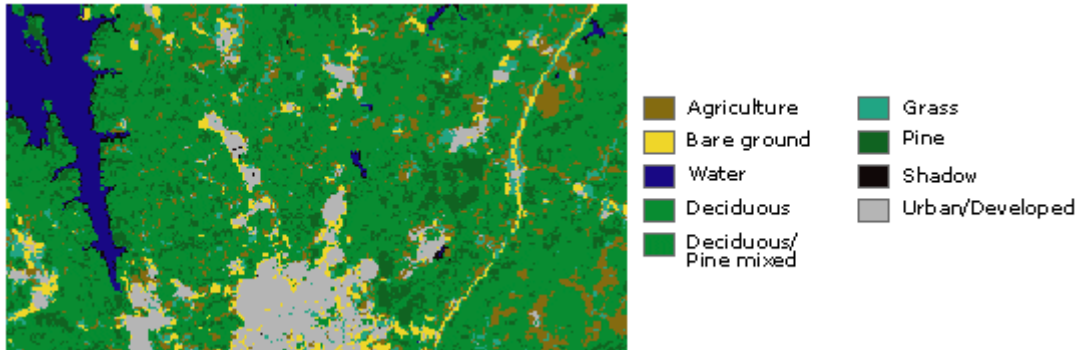 Agriculture
Bare ground
Water
Deciduous
Deciduous/
Pine mixed
Grass
Pine
Shadow
Urban/Developed